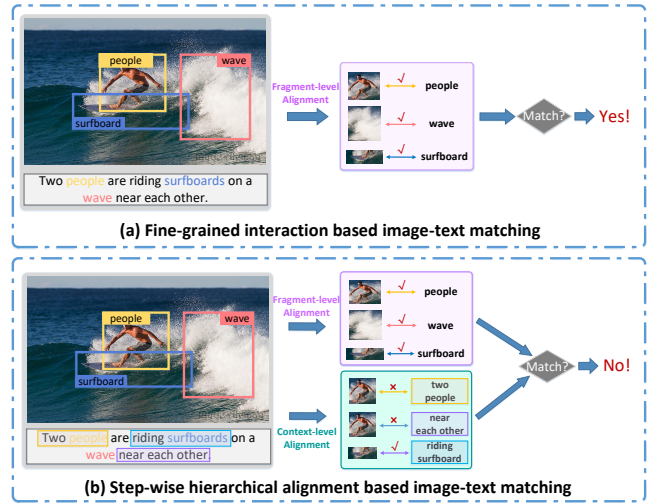 people
wave
surfboard
Two people are riding surfboards on a
wave near each other.
Fragment-level
Alignment
√
people
√
wave
√
surfboard
Match?
Yes!
(a) Fine-grained interaction based image-text matching
people
wave
surfboard
Two people are riding surfboards on a
wave near each other.
Fragment-level
Alignment
√
people
√
wave
√
surfboard
Context-level
Alignment
×
two
people
×
near
each other
√
riding
surfboard
Match?
No!
(b) Step-wise hierarchical alignment based image-text matching